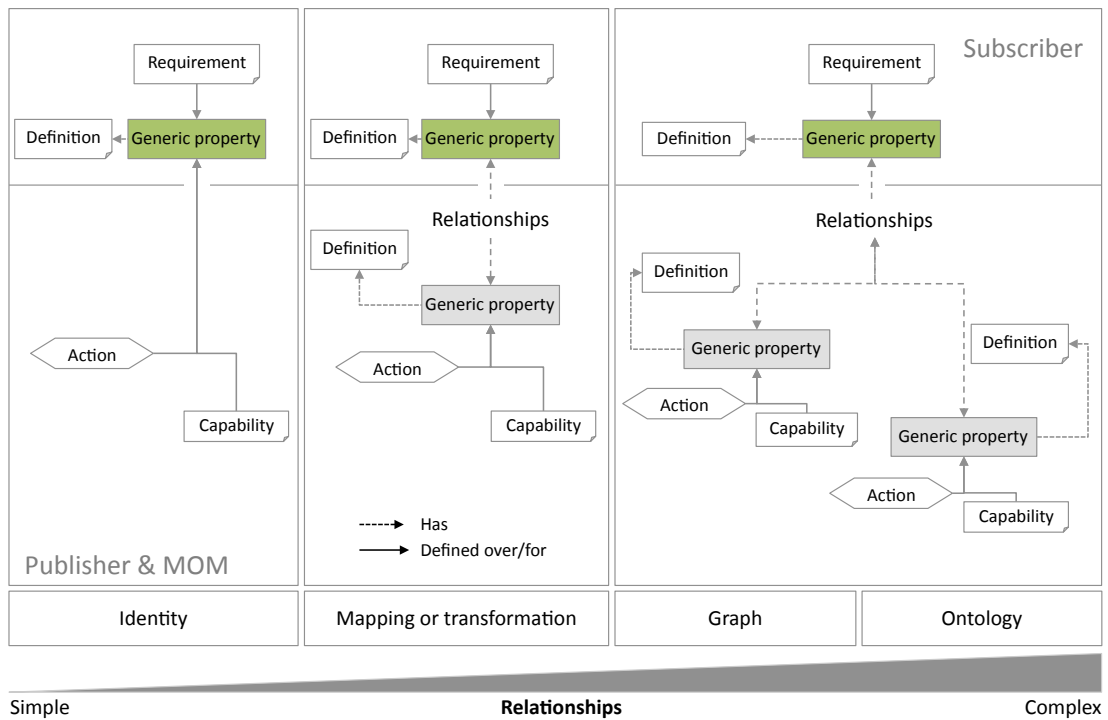 Requirement
Definition
Generic property
Action
Capability
Publisher & MOM
Requirement
Definition
Generic property
Relationships
Definition
Generic property
Action
Capability
Has
Defined over/for
Subscriber
Requirement
Definition
Generic property
Relationships
Definition
Generic property
Action
Capability
Definition
Generic property
Action
Capability
Identity
Mapping or transformation
Graph
Ontology
Simple
Relationships
Complex